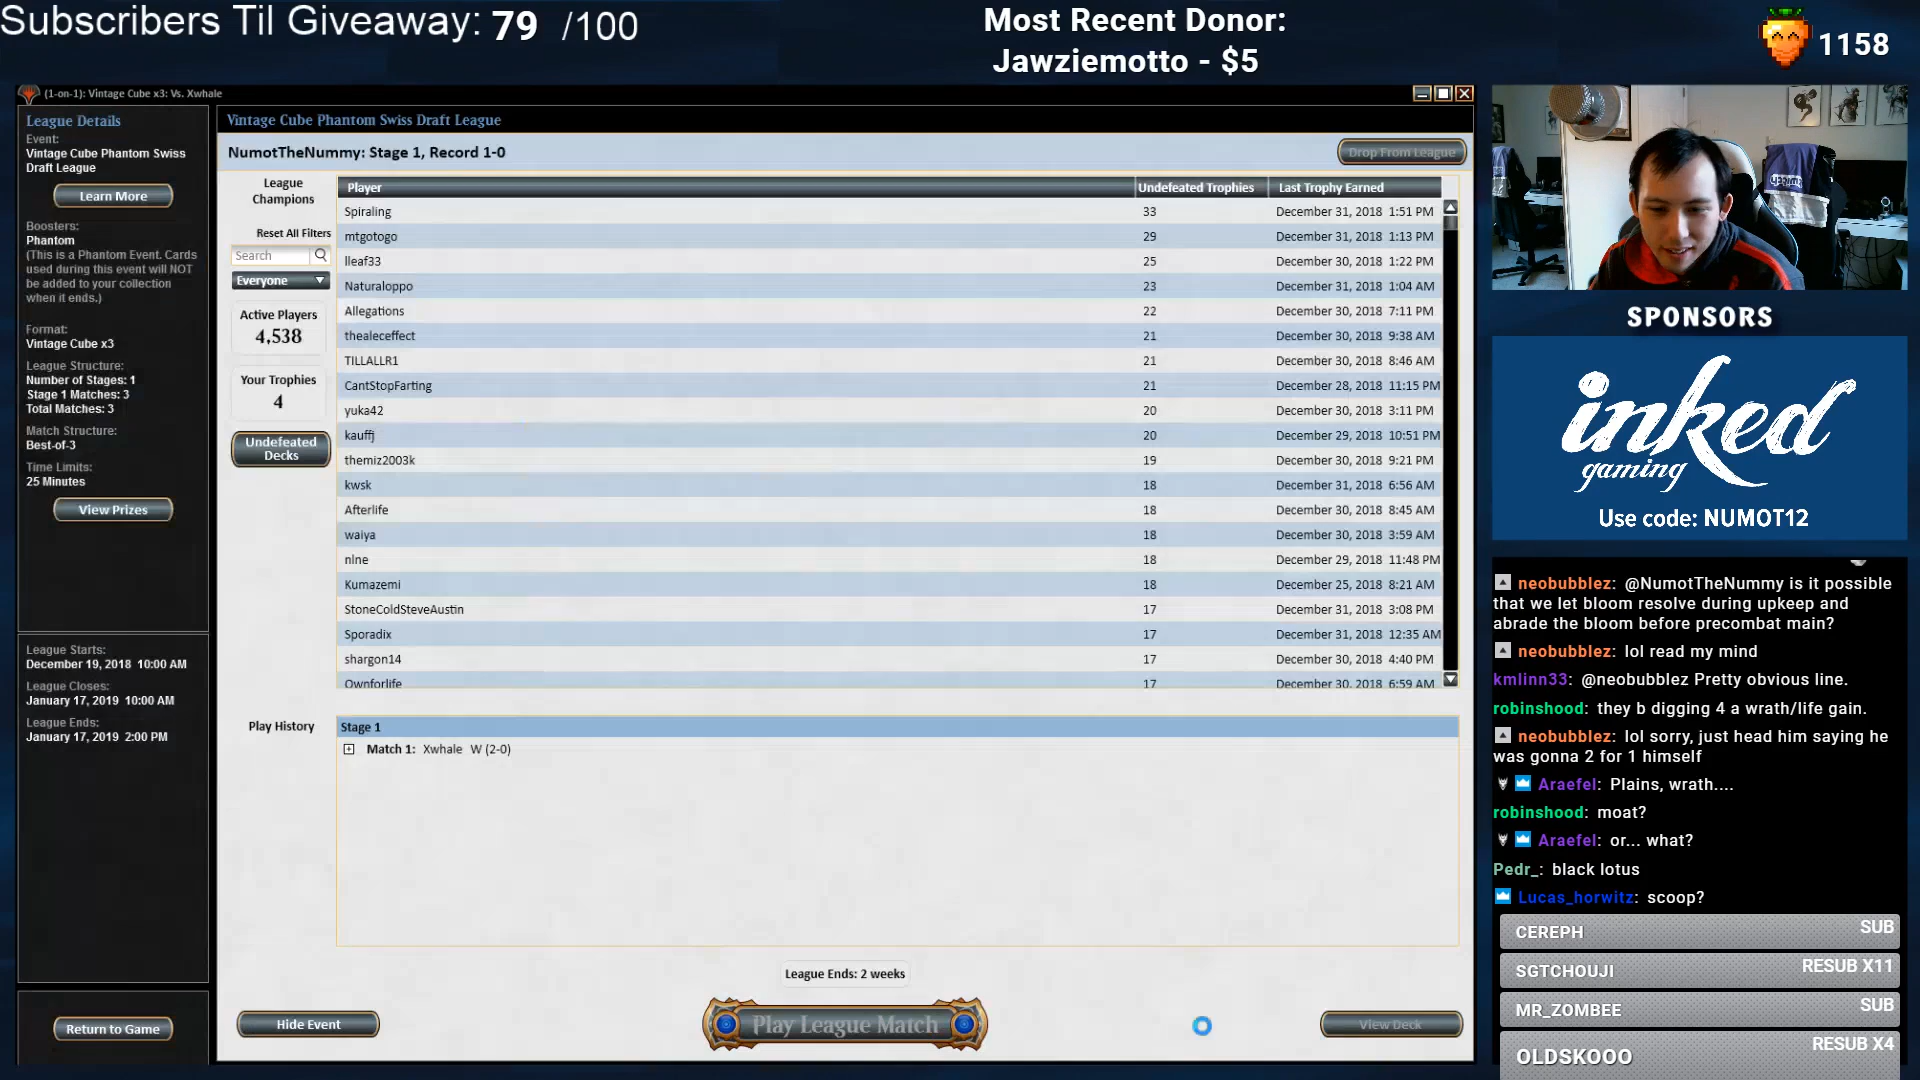 Subscribers Til Giveaway: 79 /100
Most Recent Donor:
Jawziemotto - $5
1158
(1-on-1): Vintage Cube x3: Vs. Xwhale
League Details
Event:
Vintage Cube Phantom Swiss
Draft League
Learn More
Boosters:
Phantom
(This is a Phantom Event. Cards
used during this event will NOT
be added to your collection
when it ends.)
Format:
Vintage Cube x3
League Structure:
Number of Stages: 1
Stage 1 Matches: 3
Total Matches: 3
Match Structure:
Best-of-3
Time Limits:
25 Minutes
View Prizes
League Starts:
December 19, 2018 10:00 AM
League Closes:
January 17, 2019 10:00 AM
League Ends:
January 17, 2019 2:00 PM
Return to Game
Vintage Cube Phantom Swiss Draft League
NumotTheNummy: Stage 1, Record 1-0
Drop From League
League
Champions
Reset All Filters
Search
Everyone
Active Players
4,538
Your Trophies
4
Undefeated
Decks
Player Undefeated Trophies Last Trophy Earned
Spiraling 33 December 31, 2018 1:51 PM
mtgotogo 29 December 31, 2018 1:13 PM
lleaf33 25 December 30, 2018 1:22 PM
Naturaloppo 23 December 31, 2018 1:04 AM
Allegations 22 December 30, 2018 7:11 PM
thealeceffect 21 December 30, 2018 9:38 AM
TILLALLR1 21 December 30, 2018 8:46 AM
CantStopFarting 21 December 28, 2018 11:15 PM
yuka42 20 December 30, 2018 3:11 PM
kauffj 20 December 29, 2018 10:51 PM
themiz2003k 19 December 30, 2018 9:21 PM
kwsk 18 December 31, 2018 6:56 AM
Afterlife 18 December 30, 2018 8:45 AM
waiya 18 December 30, 2018 3:59 AM
nlne 18 December 29, 2018 11:48 PM
Kumazemi 18 December 25, 2018 8:21 AM
StoneColdSteveAustin 17 December 31, 2018 3:08 PM
Sporadix 17 December 31, 2018 12:35 AM
shargon14 17 December 30, 2018 4:40 PM
Ownforlife 17 December 30, 2018 6:59 AM
Play History
Stage 1
Match 1: Xwhale W (2-0)
League Ends: 2 weeks
Hide Event
Play League Match
View Deck
SPONSORS
inked
gaming
Use code: NUMOT12
neobubblez: @NumotTheNummy is it possible
that we let bloom resolve during upkeep and
abrade the bloom before precombat main?
neobubblez: lol read my mind
kmlinn33: @neobubblez Pretty obvious line.
robinshood: they b digging 4 a wrath/life gain.
neobubblez: lol sorry, just head him saying he
was gonna 2 for 1 himself
Araefel: Plains, wrath....
robinshood: moat?
Araefel: or... what?
Pedr_: black lotus
Lucas_horwitz: scoop?
CEREPH SUB
SGTCHOUJI RESUB X11
MR_ZOMBEE SUB
OLDSKOOO RESUB X4